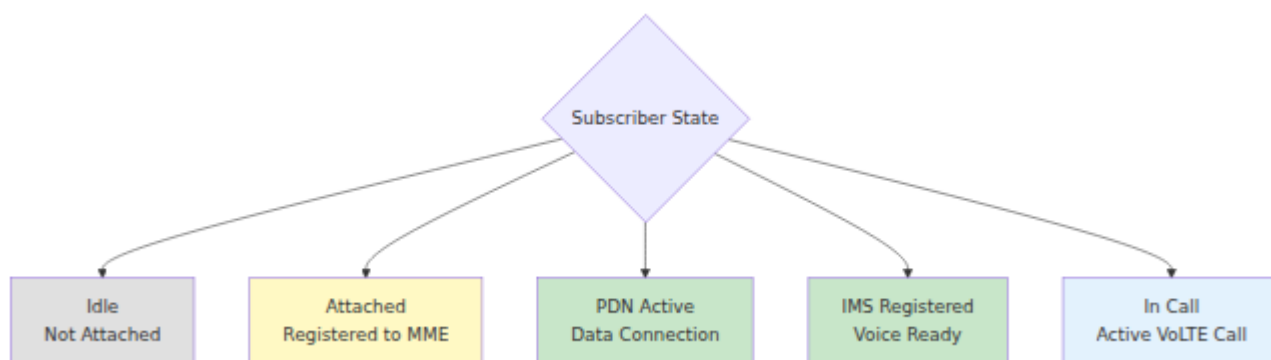 Subscriber State
Idle
Not Attached
Attached
Registered to MME
PDN Active
Data Connection
IMS Registered
Voice Ready
In Call
Active VoLTE Call